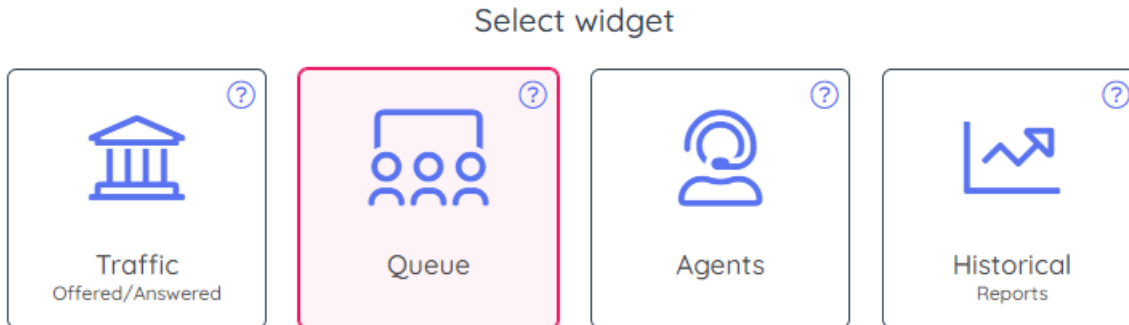 Select widget
?
?
?
?
Traffic
Offered/Answered
Queue
Agents
Historical
Reports